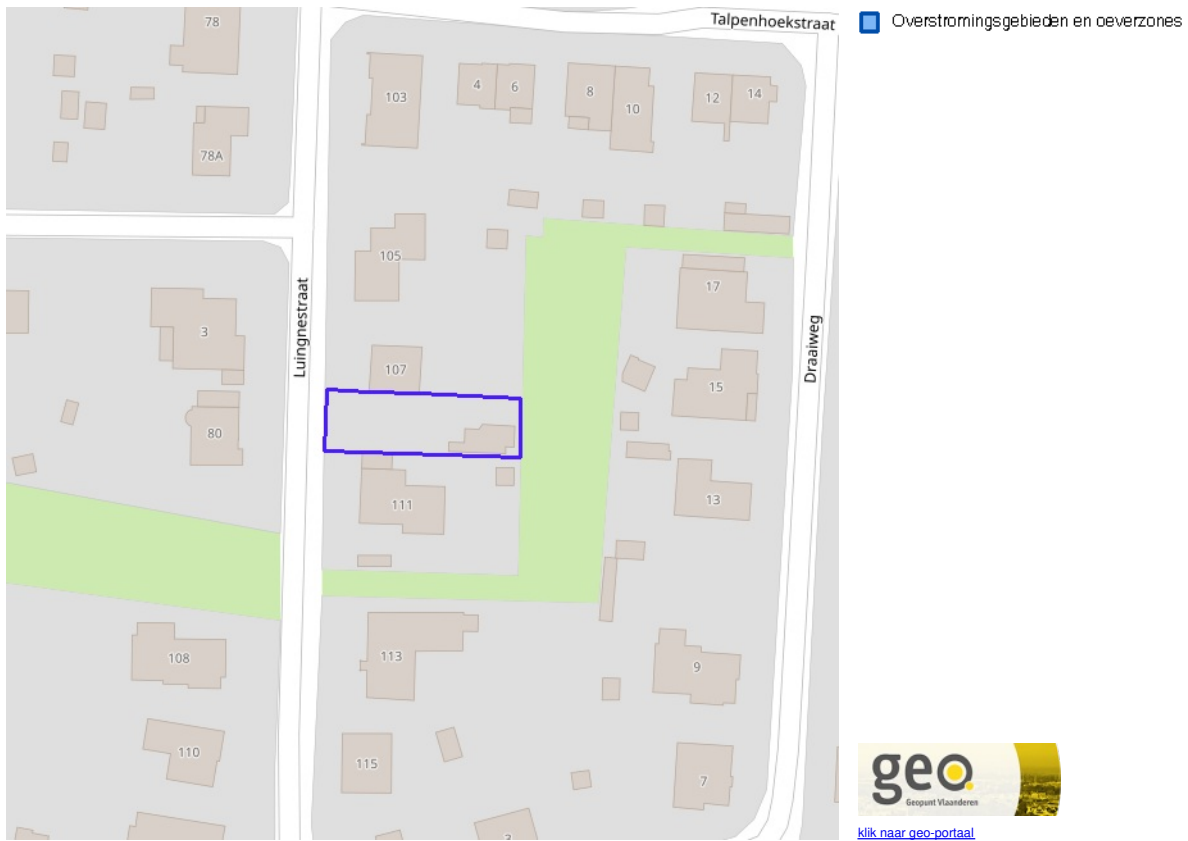 Talpenhoekstraat
Overstromingsgebieden en oeverzones
78
103
4
6
8
10
12
14
78A
105
17
Luingnestraat
3
Draaiweg
107
15
80
111
13
108
113
9
110
115
7
3
geo.
Geopunt Vlaanderen
klik naar geo-portaal